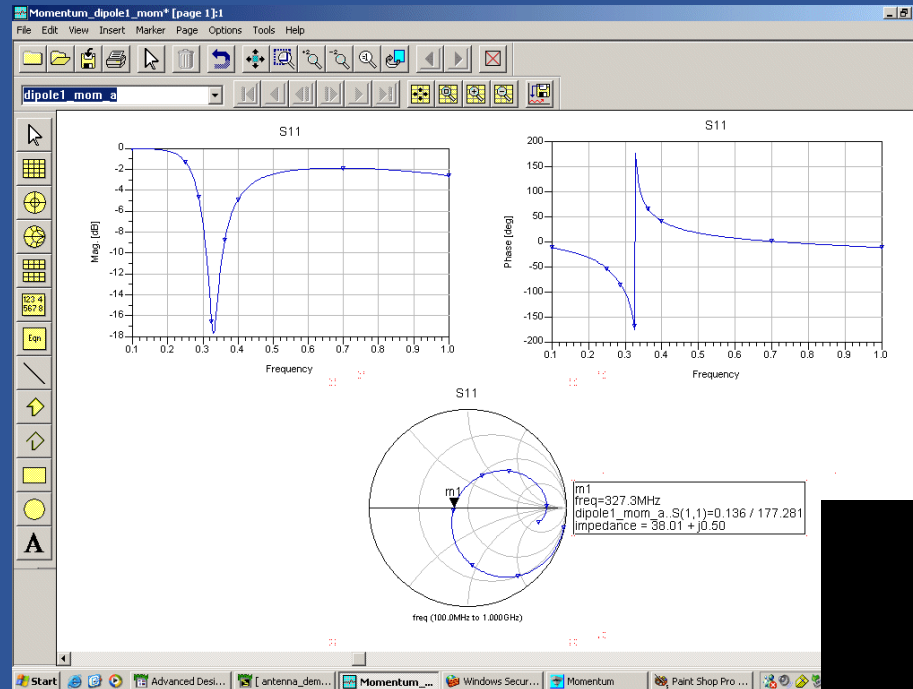 Momentum_dipole1_mom* [page 1]:1
File Edit View Insert Marker Page Options Tools Help
dipole1_mom_a
S11
0
-2
-4
-6
-8
-10
-12
-14
-16
-18
Mag. [dB]
0.1 0.2 0.3 0.4 0.5 0.6 0.7 0.8 0.9 1.0
Frequency
S11
200
150
100
50
0
-50
-100
-150
-200
Phase [deg]
0.1 0.2 0.3 0.4 0.5 0.6 0.7 0.8 0.9 1.0
Frequency
123 4
567 8
Eqn
A
S11
m1
m1
freq=327.3MHz
dipole1_mom_a..S(1,1)=0.136 / 177.281
impedance = 38.01 + j0.50
freq (100.0MHz to 1.000GHz)
Start Advanced Desi... [ antenna_dem... Momentum_... Windows Secur... Momentum Paint Shop Pro ...